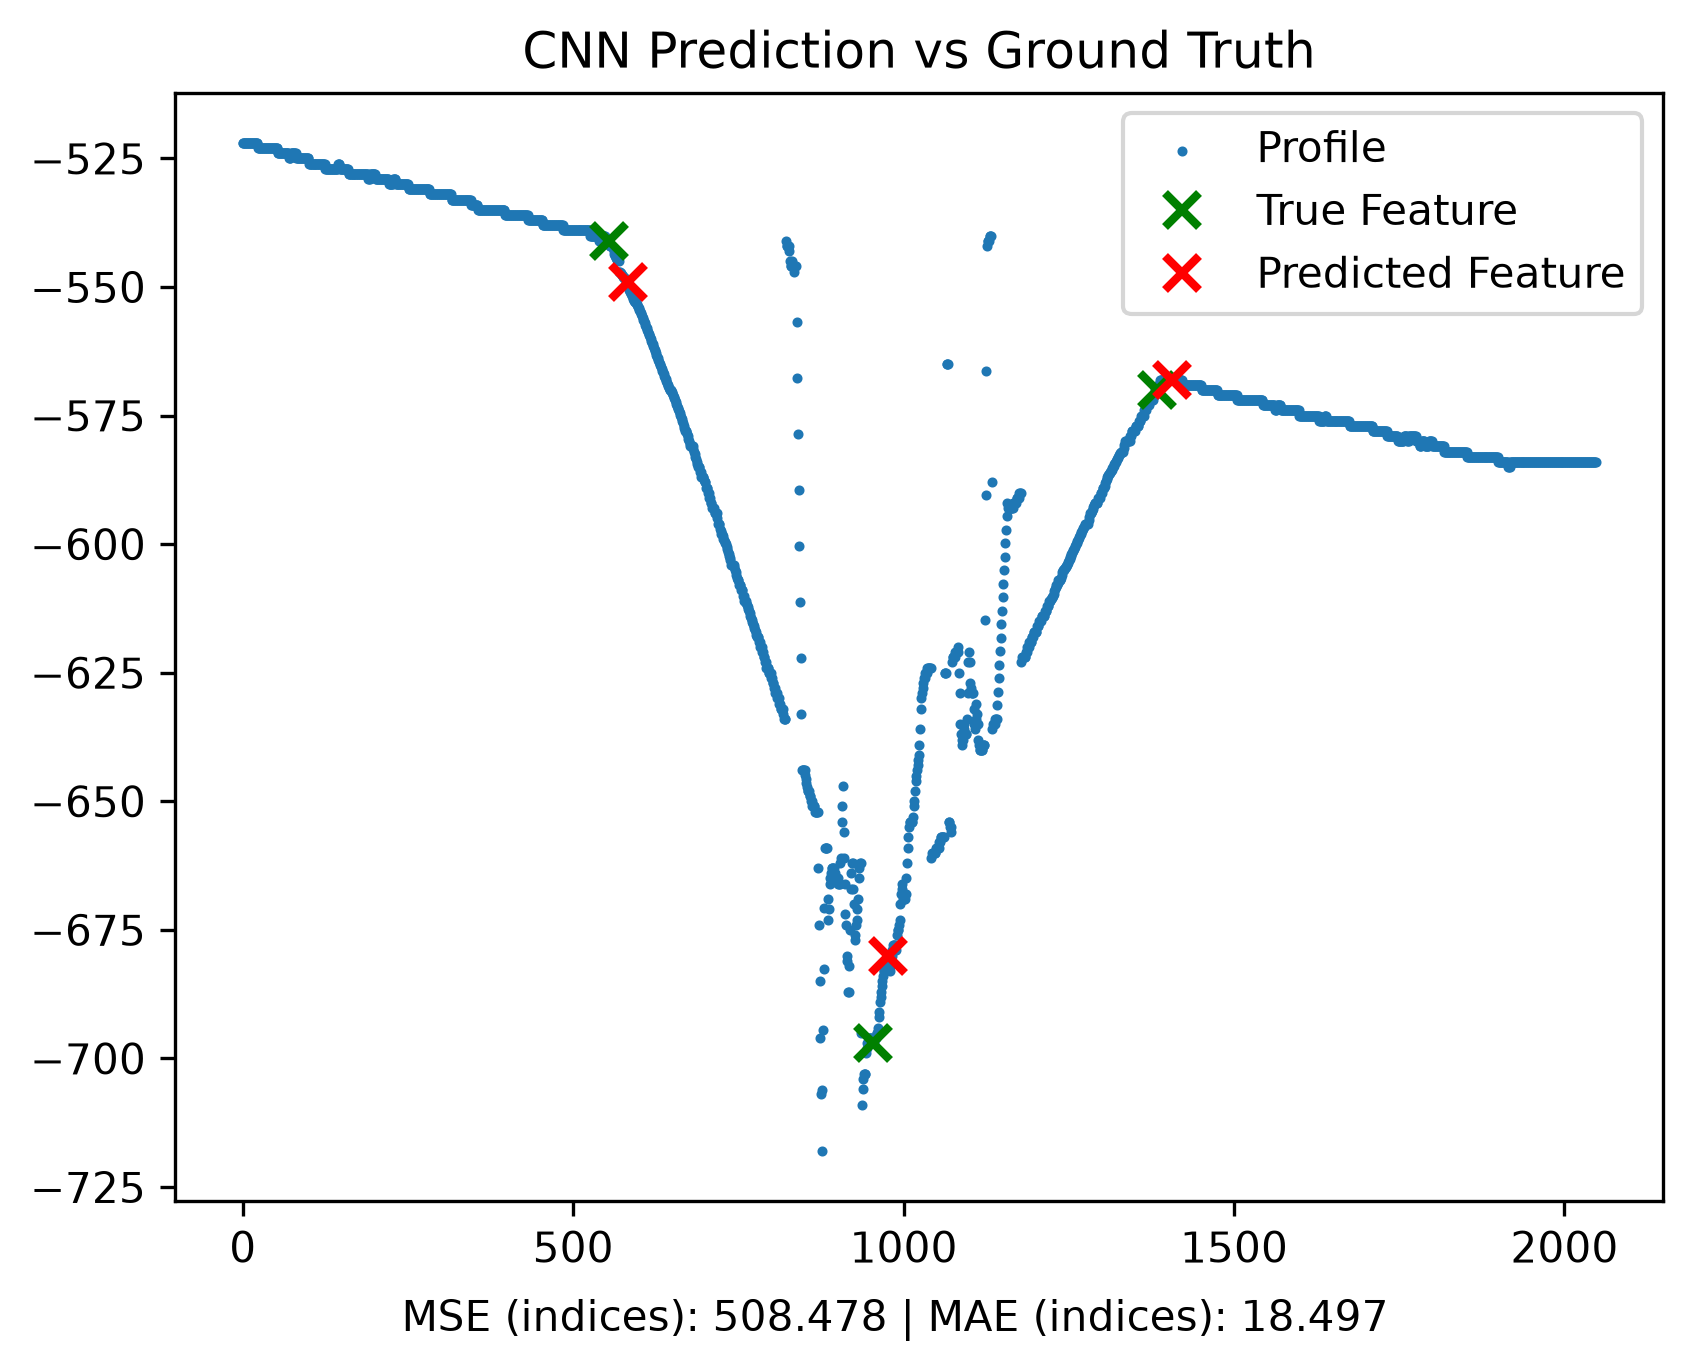 CNN Prediction vs Ground Truth
Profile
True Feature
Predicted Feature
−525
−550
−575
−600
−625
−650
−675
−700
−725
0 500 1000 1500 2000
MSE (indices): 508.478 | MAE (indices): 18.497